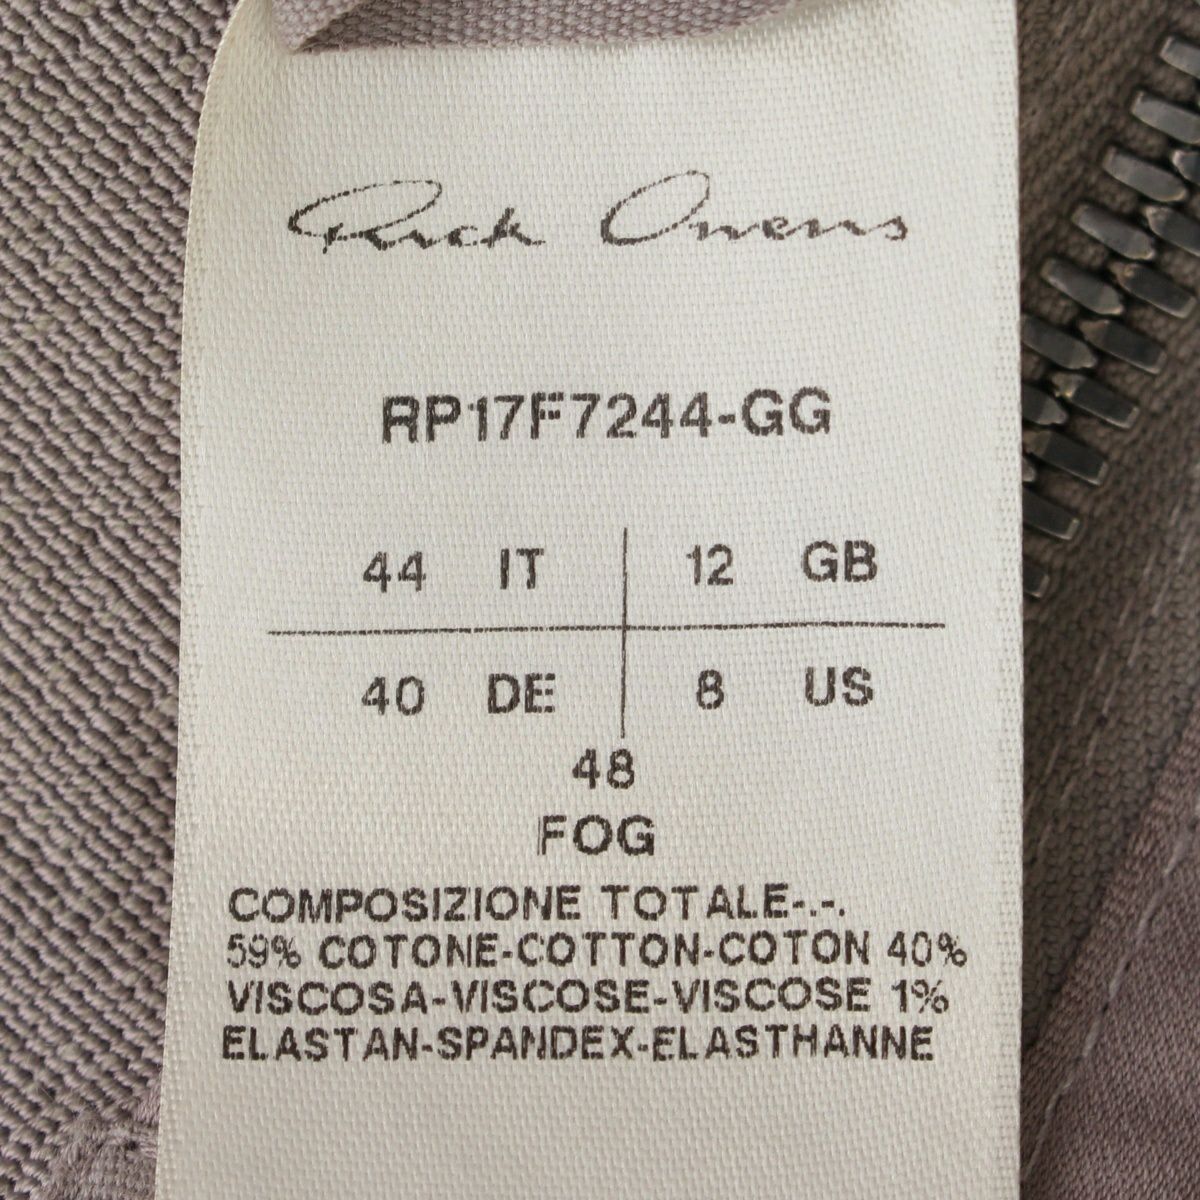 Rick Owens
RP17F7244-GG
44 IT 12 GB
40 DE 8 US
48
FOG
COMPOSIZIONE TOTALE-.-.
59% COTONE-COTTON-COTON 40%
VISCOSA-VISCOSE-VISCOSE 1%
ELASTAN-SPANDEX-ELASTHANNE